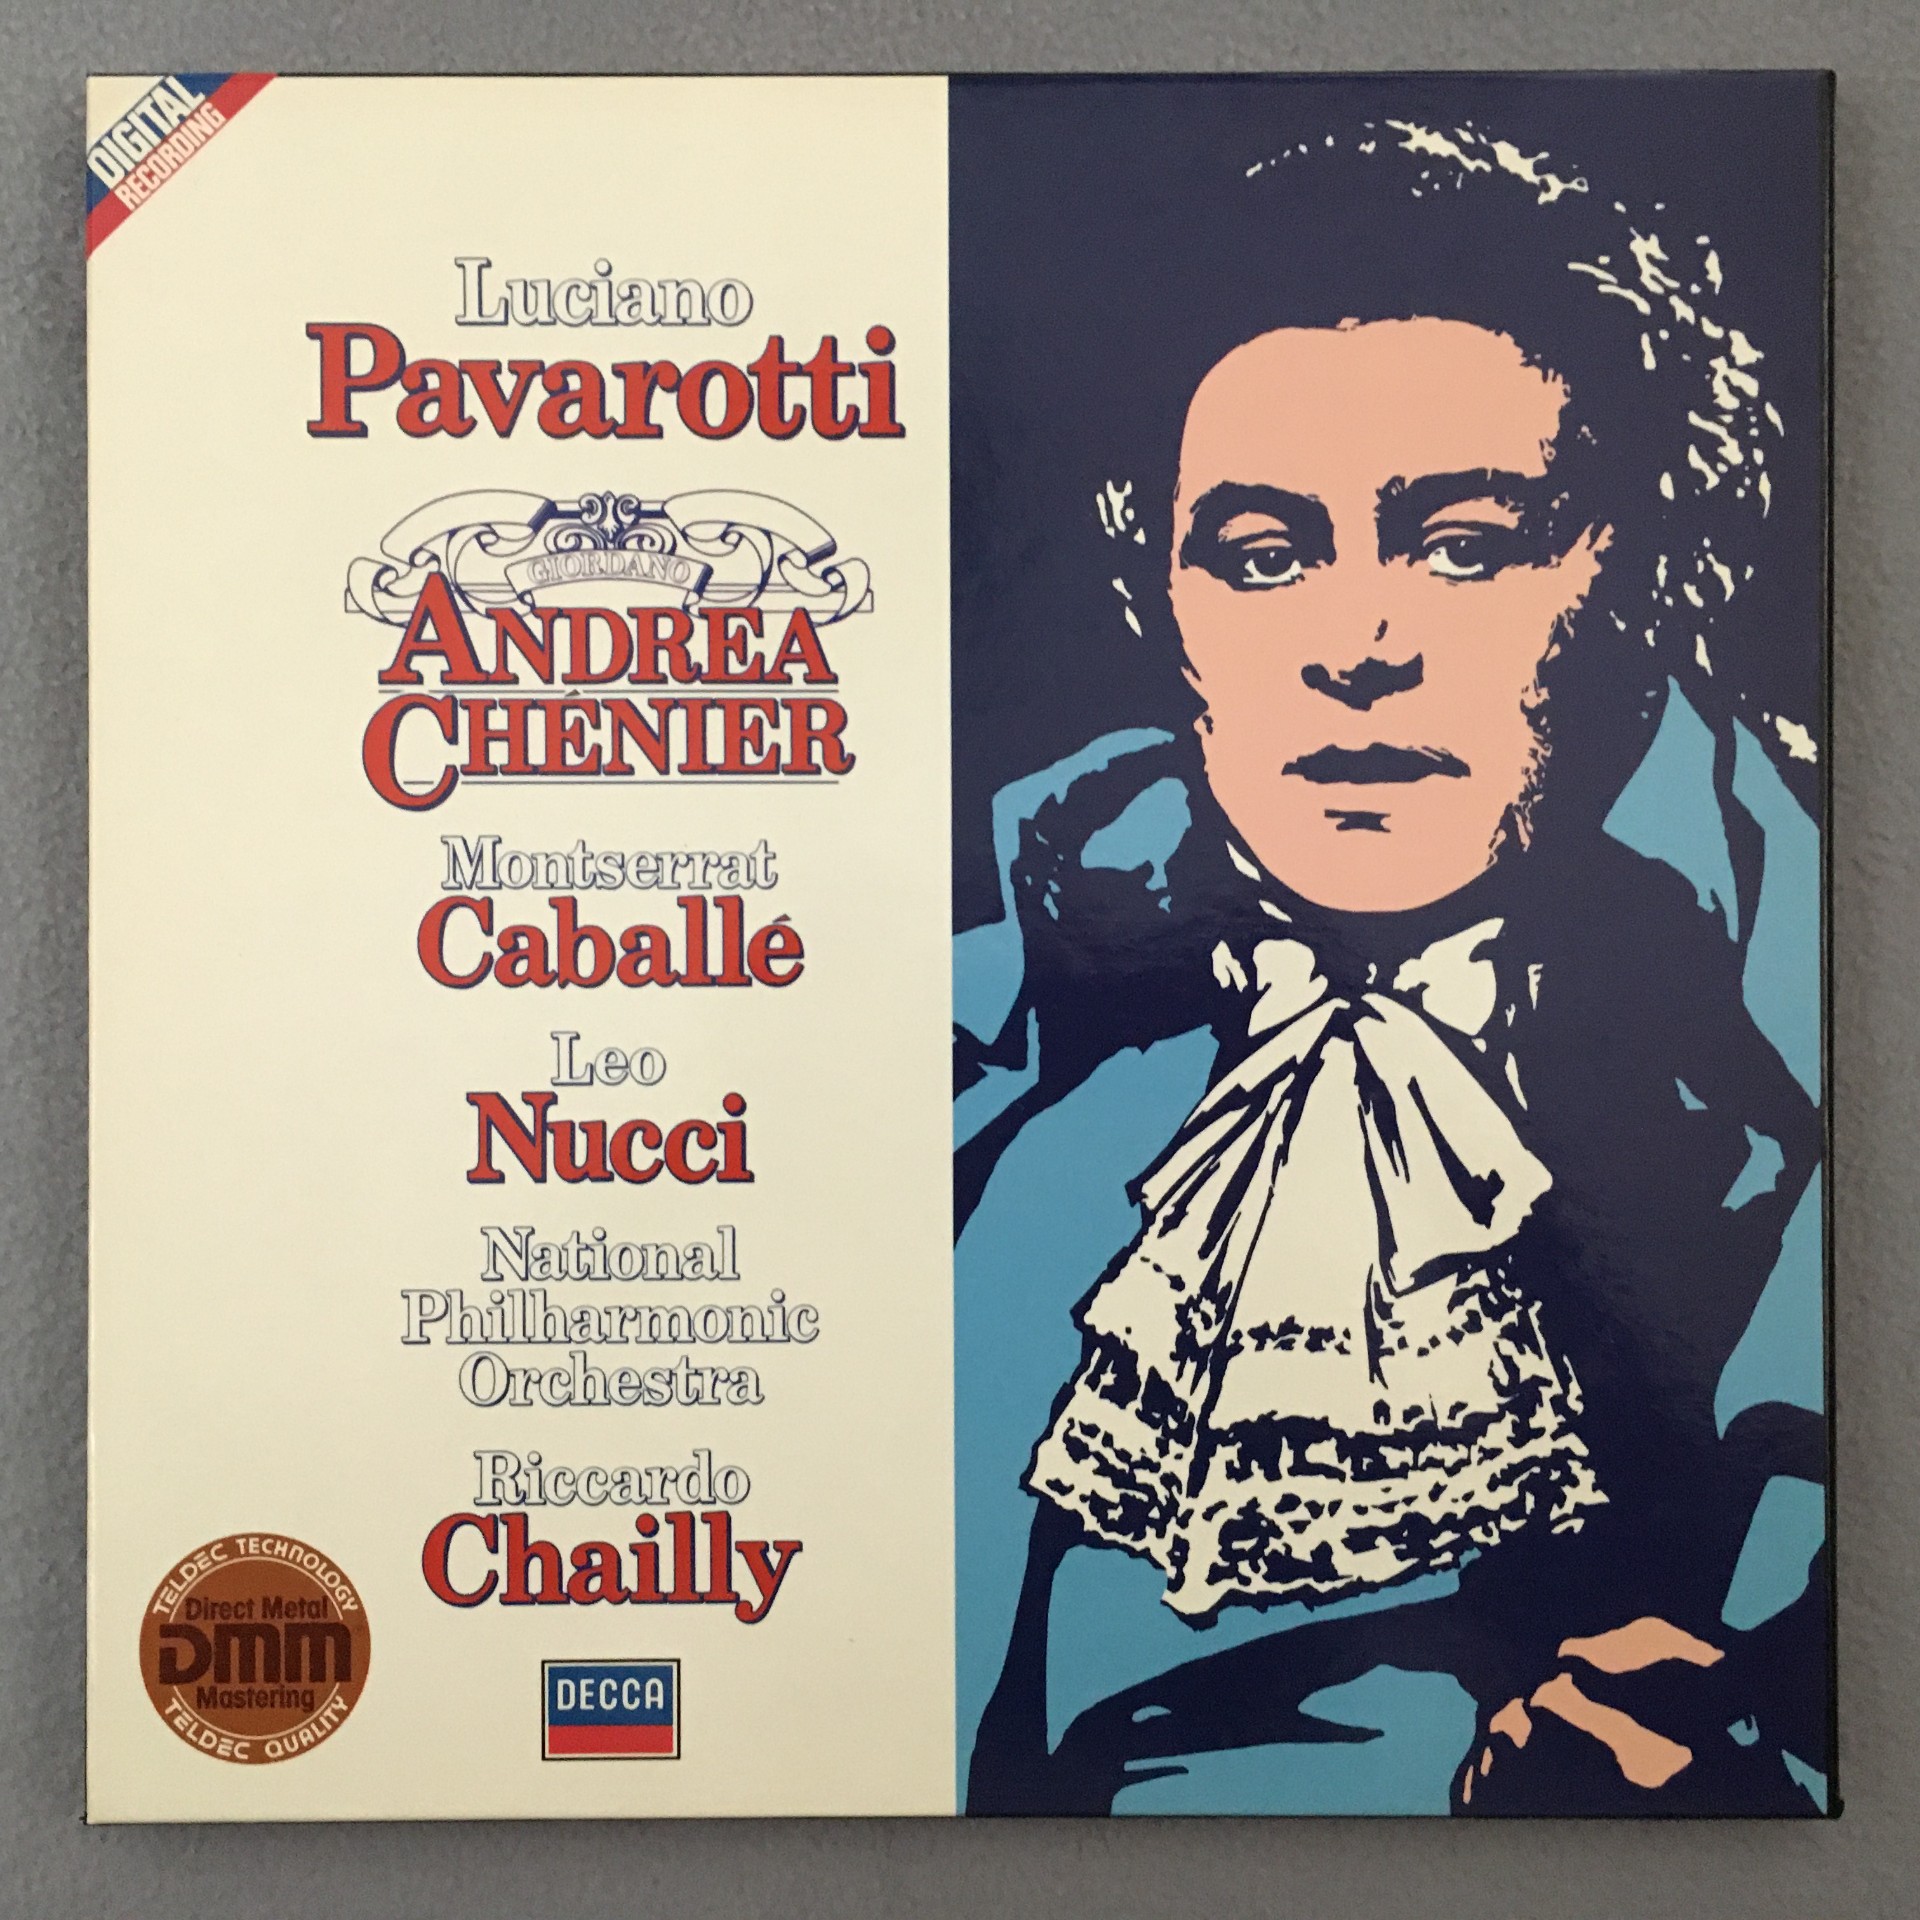 DIGITAL
RECORDING
Luciano
Pavarotti
GIORDANO
ANDREA
CHÉNIER
Montserrat
Caballé
Leo
Nucci
National
Philharmonic
Orchestra
Riccardo
Chailly
TELDEC TECHNOLOGY
Direct Metal
DMM
Mastering
TELDEC QUALITY
DECCA